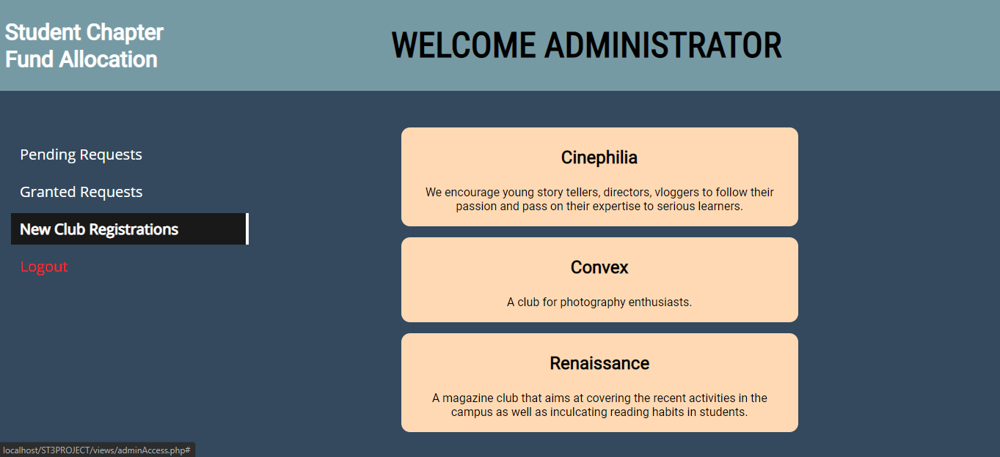 Student Chapter
Fund Allocation
WELCOME ADMINISTRATOR
Pending Requests
Granted Requests
New Club Registrations
Logout
Cinephilia
We encourage young story tellers, directors, vloggers to follow their
passion and pass on their expertise to serious learners.
Convex
A club for photography enthusiasts.
Renaissance
A magazine club that aims at covering the recent activities in the
campus as well as inculcating reading habits in students.
localhost/ST3PROJECT/views/adminAccess.php#